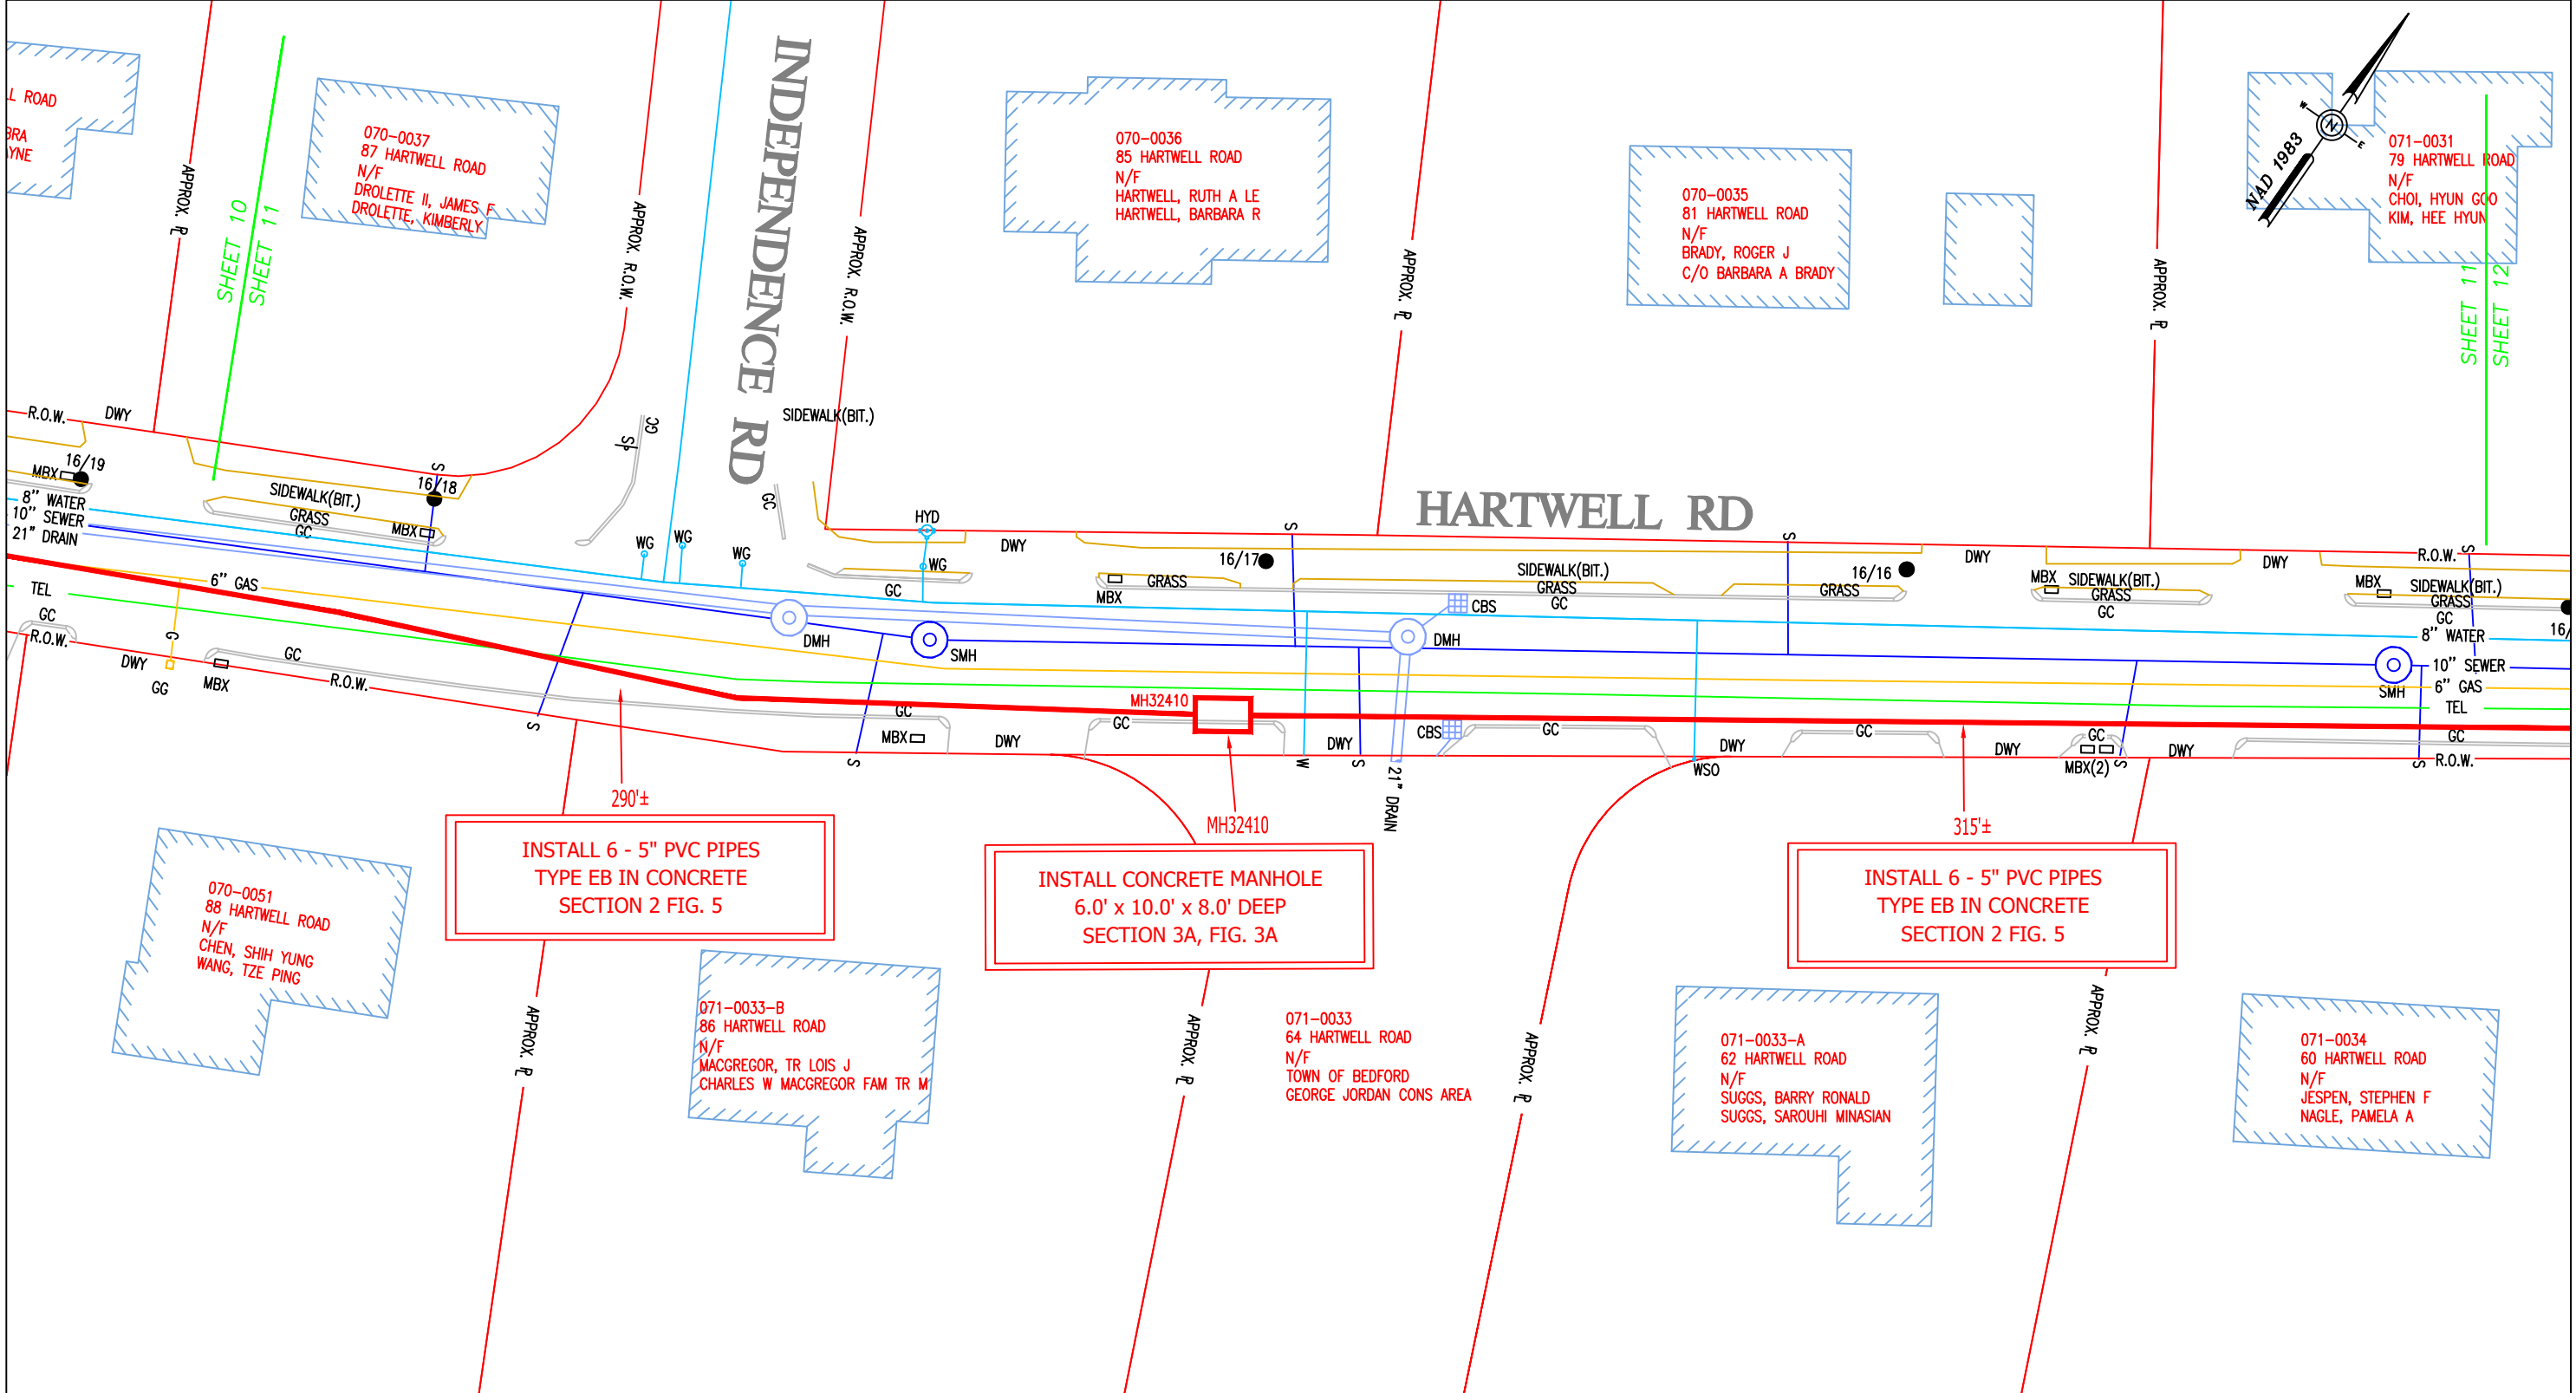 L ROAD
BRA
YNE
070-0037
87 HARTWELL ROAD
N/F
DROLETTE II, JAMES F
DROLETTE, KIMBERLY
APPROX. PL
SHEET 10
SHEET 11
APPROX. R.O.W.
INDEPENDENCE RD
APPROX. R.O.W.
070-0036
85 HARTWELL ROAD
N/F
HARTWELL, RUTH A LE
HARTWELL, BARBARA R
APPROX. PL
070-0035
81 HARTWELL ROAD
N/F
BRADY, ROGER J
C/O BARBARA A BRADY
APPROX. PL
NAD 1983
W
N
E
071-0031
79 HARTWELL ROAD
N/F
CHOI, HYUN GOO
KIM, HEE HYUN
SHEET 11
SHEET 12
R.O.W.
DWY
MBX
16/19
8" WATER
10" SEWER
21" DRAIN
SIDEWALK(BIT.)
GRASS
GC
S
16/18
MBX
SP
GC
GC
SIDEWALK(BIT.)
WG
WG
WG
HYD
WG
GC
DWY
HARTWELL RD
MBX
GRASS
16/17
S
SIDEWALK(BIT.)
GRASS
GC
CBS
S
GRASS
16/16
DWY
MBX
SIDEWALK(BIT.)
GRASS
GC
DWY
R.O.W.
S
MBX
SIDEWALK(BIT.)
GRASS
GC
16/
8" WATER
10" SEWER
6" GAS
TEL
GC
R.O.W.
TEL
6" GAS
GC
R.O.W.
G
DWY
GG
MBX
GC
R.O.W.
S
DMH
SMH
DMH
SMH
MH32410
GC
MBX
S
DWY
GC
W
DWY
S
21" DRAIN
CBS
GC
WSO
DWY
GC
DWY
GC
MBX(2)
S
DWY
S
290'±
INSTALL 6 - 5" PVC PIPES
TYPE EB IN CONCRETE
SECTION 2 FIG. 5
MH32410
INSTALL CONCRETE MANHOLE
6.0' x 10.0' x 8.0' DEEP
SECTION 3A, FIG. 3A
315'±
INSTALL 6 - 5" PVC PIPES
TYPE EB IN CONCRETE
SECTION 2 FIG. 5
070-0051
88 HARTWELL ROAD
N/F
CHEN, SHIH YUNG
WANG, TZE PING
APPROX. PL
071-0033-B
86 HARTWELL ROAD
N/F
MACGREGOR, TR LOIS J
CHARLES W MACGREGOR FAM TR M
APPROX. PL
071-0033
64 HARTWELL ROAD
N/F
TOWN OF BEDFORD
GEORGE JORDAN CONS AREA
APPROX. PL
071-0033-A
62 HARTWELL ROAD
N/F
SUGGS, BARRY RONALD
SUGGS, SAROUHI MINASIAN
APPROX. PL
071-0034
60 HARTWELL ROAD
N/F
JESPEN, STEPHEN F
NAGLE, PAMELA A